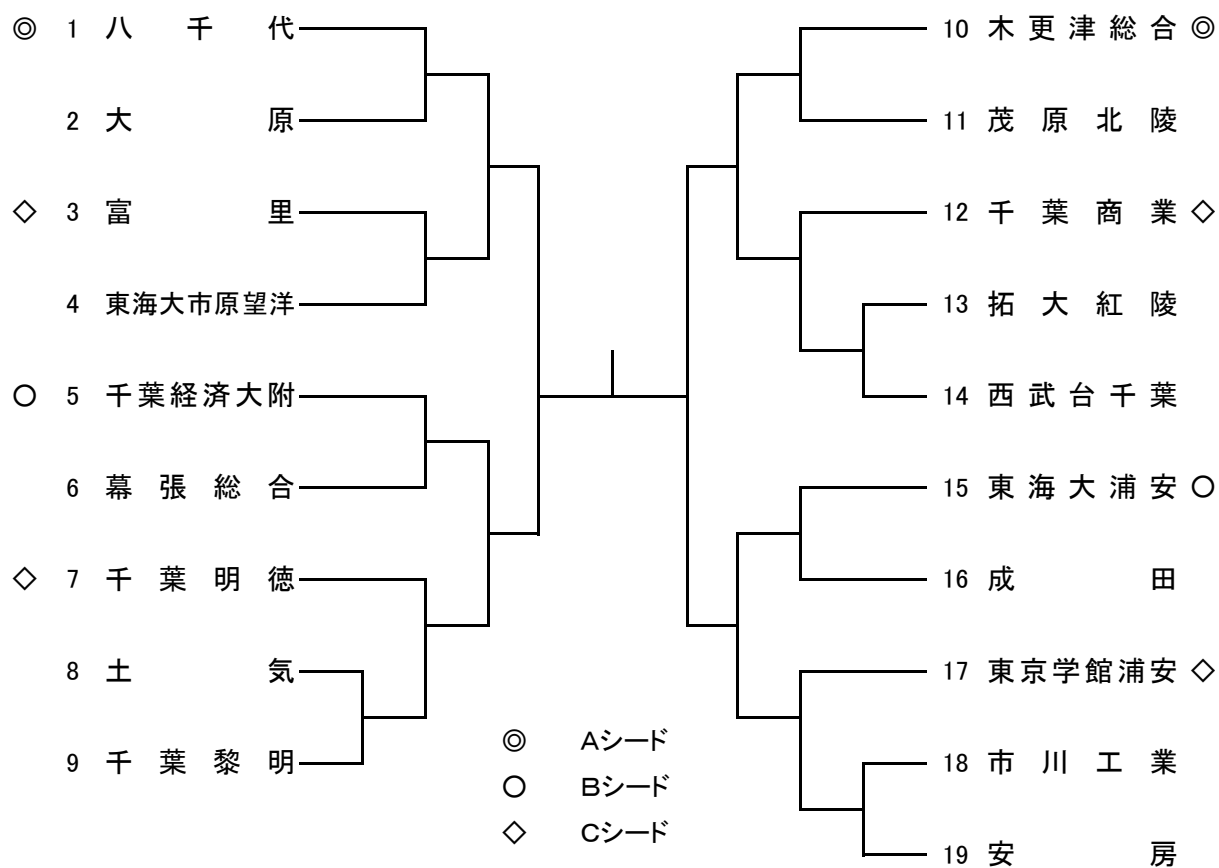 ◎ 1 八千代
2 大原
◇ 3 富里
4 東海大市原望洋
○ 5 千葉経済大附
6 幕張総合
◇ 7 千葉明徳
8 土気
9 千葉黎明
10 木更津総合 ◎
11 茂原北陵
12 千葉商業 ◇
13 拓大紅陵
14 西武台千葉
15 東海大浦安 ○
16 成田
17 東京学館浦安 ◇
18 市川工業
19 安房
◎ Aシード
○ Bシード
◇ Cシード